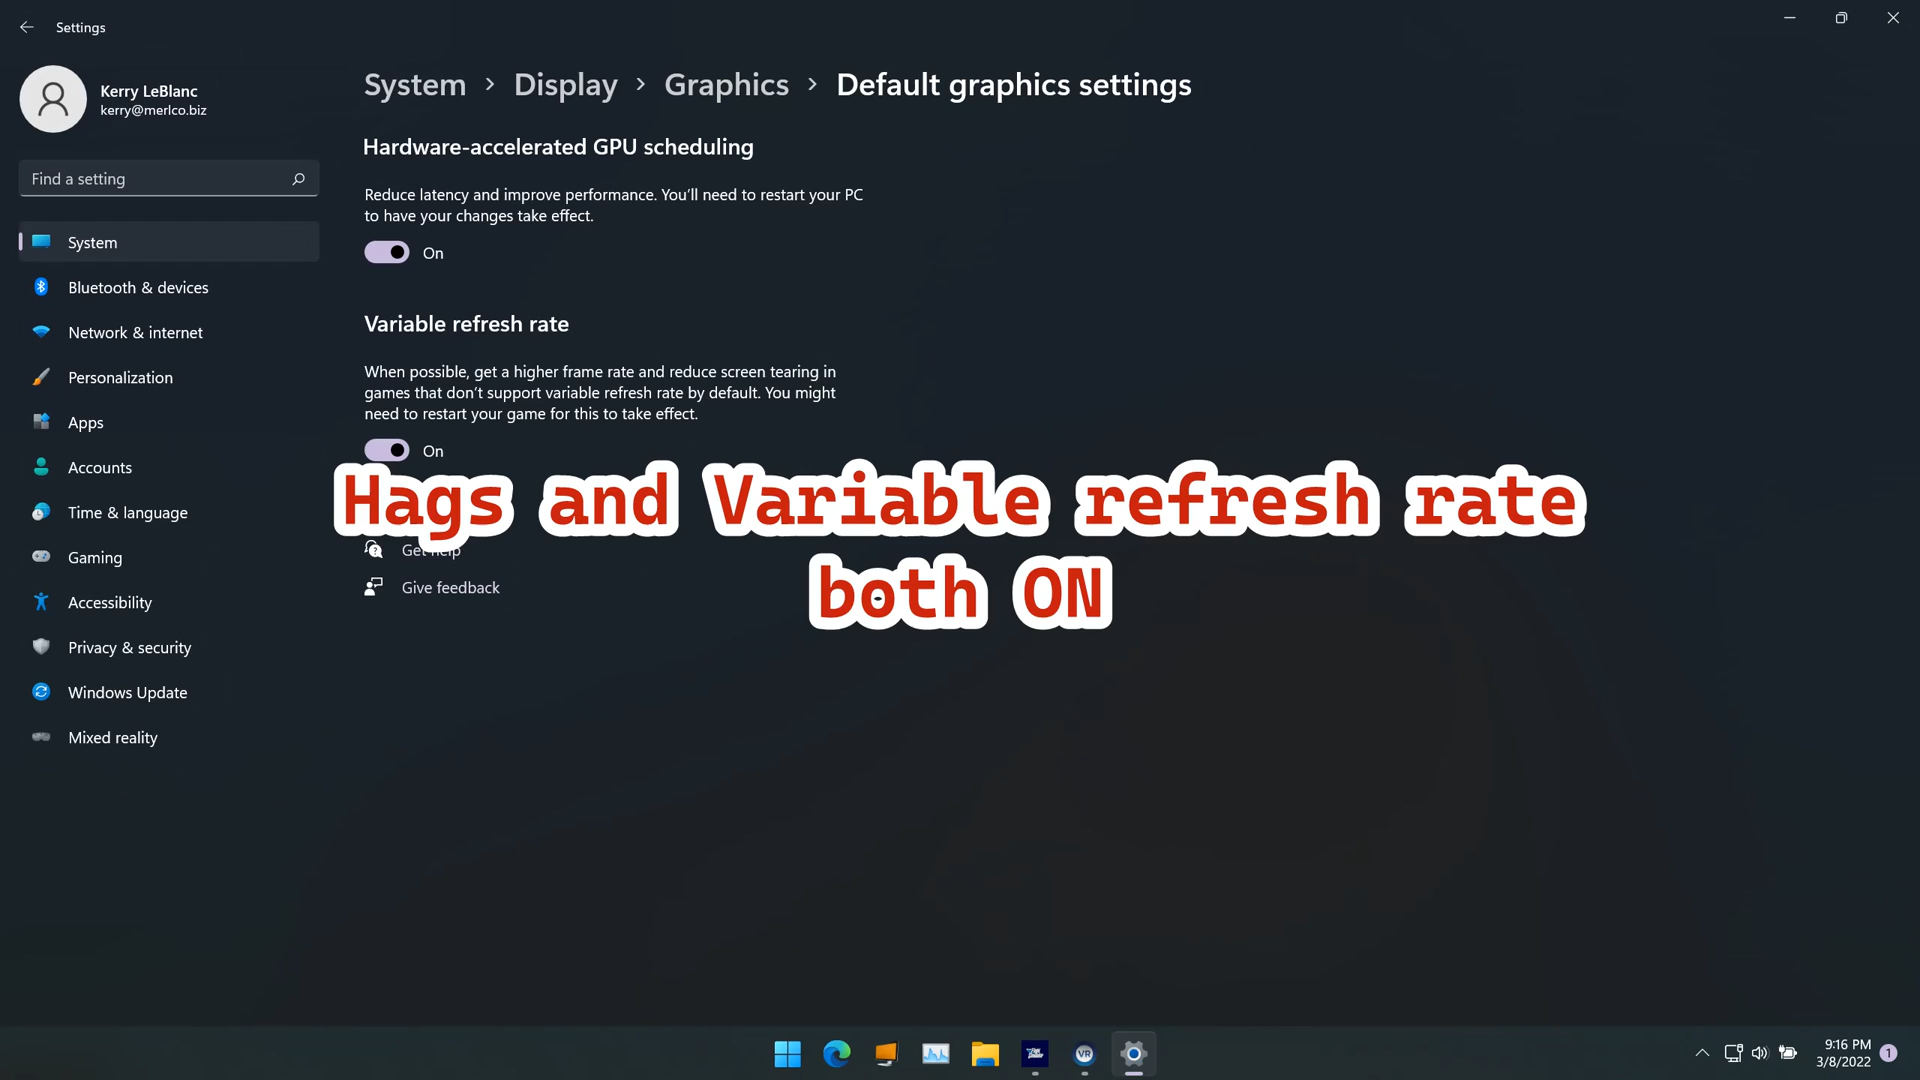 Settings
Kerry LeBlanc
kerry@merlco.biz
Find a setting
System
Bluetooth & devices
Network & internet
Personalization
Apps
Accounts
Time & language
Gaming
Accessibility
Privacy & security
Windows Update
Mixed reality
System > Display > Graphics > Default graphics settings
Hardware-accelerated GPU scheduling
Reduce latency and improve performance. You'll need to restart your PC
to have your changes take effect.
On
Variable refresh rate
When possible, get a higher frame rate and reduce screen tearing in
games that don't support variable refresh rate by default. You might
need to restart your game for this to take effect.
On
Hags and Variable refresh rate
both ON
Get help
Give feedback
VR
9:16 PM
3/8/2022
1